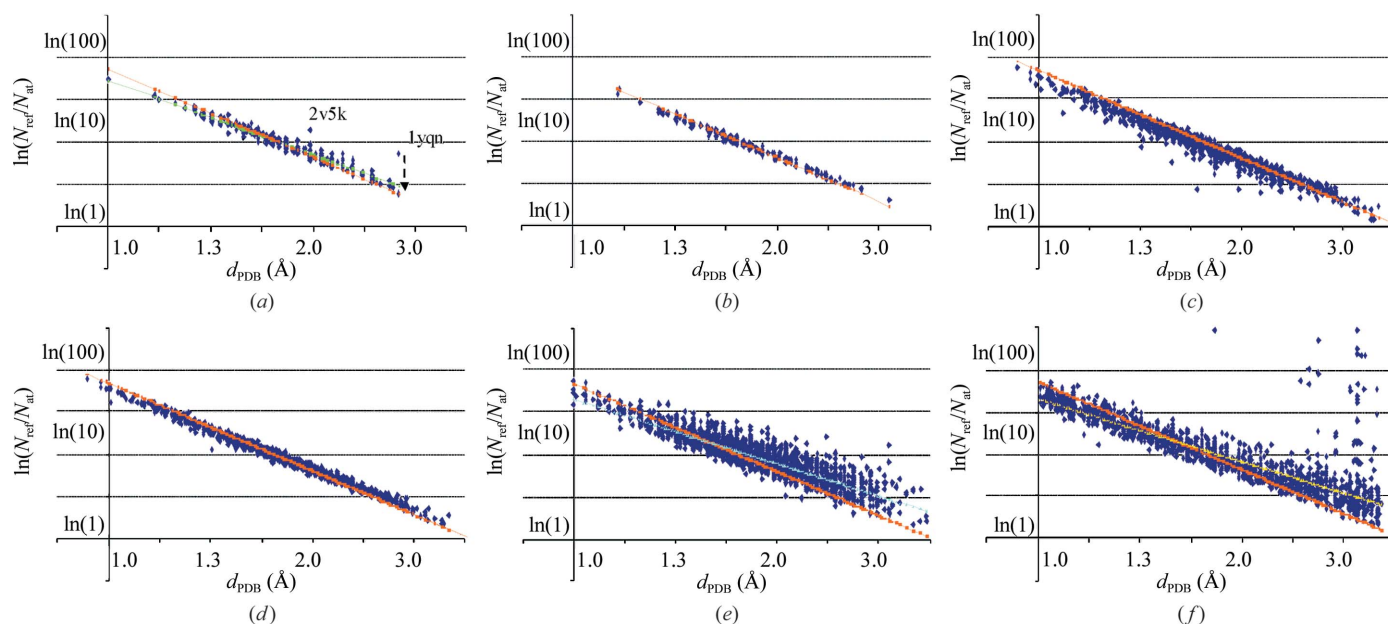 ln(100)
ln(10)
ln(1)
ln(Nref/Nat)
2v5k
1yqn
1.0 1.3 2.0 3.0
dPDB (Å)
(a)
ln(100)
ln(10)
ln(1)
ln(Nref/Nat)
1.0 1.3 2.0 3.0
dPDB (Å)
(b)
ln(100)
ln(10)
ln(1)
ln(Nref/Nat)
1.0 1.3 2.0 3.0
dPDB (Å)
(c)
ln(100)
ln(10)
ln(1)
ln(Nref/Nat)
1.0 1.3 2.0 3.0
dPDB (Å)
(d)
ln(100)
ln(10)
ln(1)
ln(Nref/Nat)
1.0 1.3 2.0 3.0
dPDB (Å)
(e)
ln(100)
ln(10)
ln(1)
ln(Nref/Nat)
1.0 1.3 2.0 3.0
dPDB (Å)
(f)